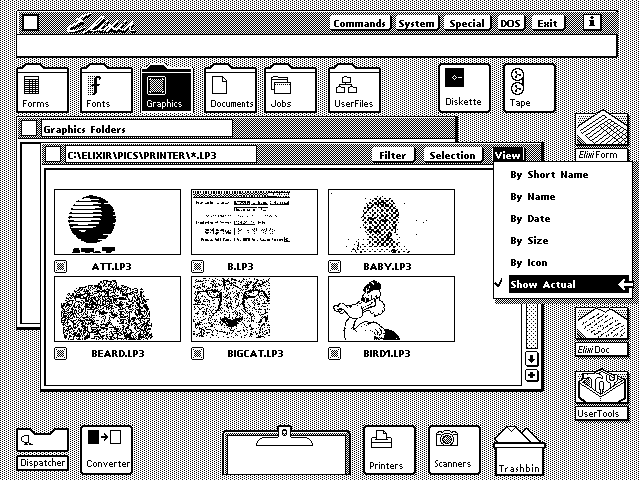 Elixir
Commands System Special DOS Exit i
Forms Fonts Graphics Documents Jobs UserFiles Diskette Tape
Graphics Folders
C:\ELIXIR\PICS\PRINTER\*.LP3 Filter Selection View
ElixiForm
By Short Name
By Name
By Date
By Size
By Icon
Show Actual
ATT.LP3 B.LP3 BABY.LP3
BEARD.LP3 BIGCAT.LP3 BIRD1.LP3
ElixiDoc
UserTools
Dispatcher Converter Printers Scanners Trashbin